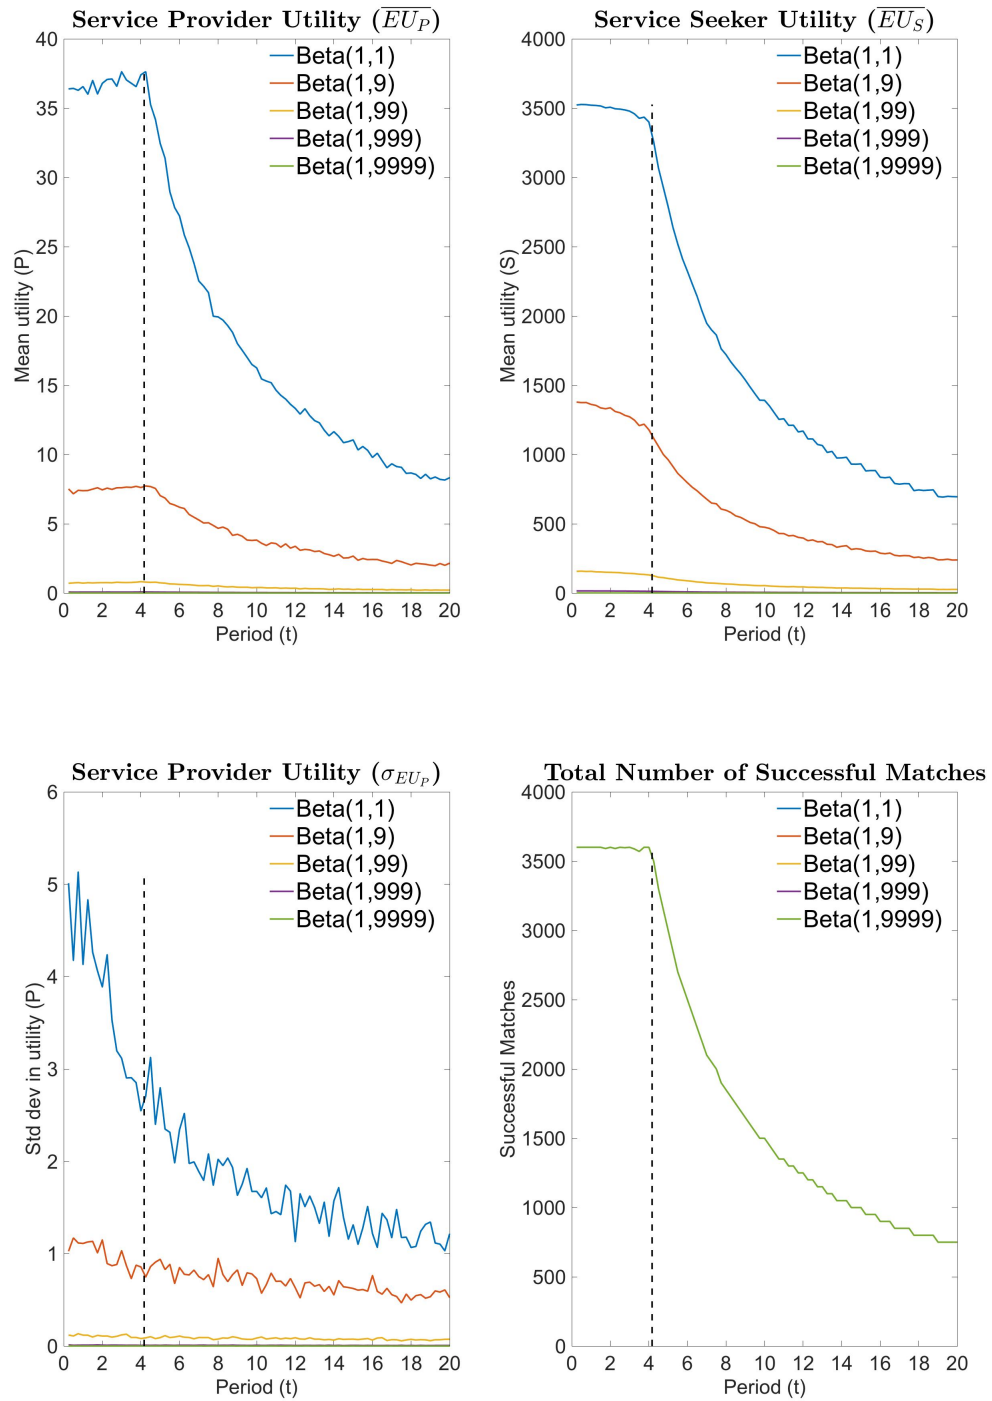 Service Provider Utility (EU_P)
40
35
30
25
20
15
10
5
0
Mean utility (P)
Beta(1,1)
Beta(1,9)
Beta(1,99)
Beta(1,999)
Beta(1,9999)
0 2 4 6 8 10 12 14 16 18 20
Period (t)
Service Seeker Utility (EU_S)
4000
3500
3000
2500
2000
1500
1000
500
0
Mean utility (S)
Beta(1,1)
Beta(1,9)
Beta(1,99)
Beta(1,999)
Beta(1,9999)
0 2 4 6 8 10 12 14 16 18 20
Period (t)
Service Provider Utility (σ_EU_P)
6
5
4
3
2
1
0
Std dev in utility (P)
Beta(1,1)
Beta(1,9)
Beta(1,99)
Beta(1,999)
Beta(1,9999)
0 2 4 6 8 10 12 14 16 18 20
Period (t)
Total Number of Successful Matches
4000
3500
3000
2500
2000
1500
1000
500
0
Successful Matches
Beta(1,1)
Beta(1,9)
Beta(1,99)
Beta(1,999)
Beta(1,9999)
0 2 4 6 8 10 12 14 16 18 20
Period (t)